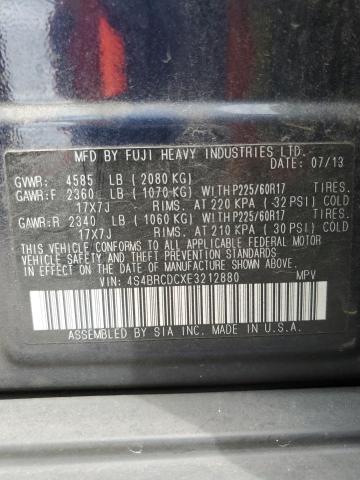 MFD. BY FUJI HEAVY INDUSTRIES LTD.
DATE: 07/13
GVWR: 4585 LB (2080 KG)
GAWR:F 2360 LB (1070 KG) WITH P225/60R17 TIRES.
17X7J RIMS. AT 220 KPA (32 PSI) COLD
GAWR:R 2340 LB (1060 KG) WITH P225/60R17 TIRES.
17X7J RIMS. AT 210 KPA (30 PSI) COLD
THIS VEHICLE CONFORMS TO ALL APPLICABLE FEDERAL MOTOR
VEHICLE SAFETY AND THEFT PREVENTION STANDARDS IN
EFFECT ON THE DATE OF MANUFACTURE SHOWN ABOVE.
VIN: 4S4BRCDCXE3212880 MPV
ASSEMBLED BY SIA INC. MADE IN U.S.A.